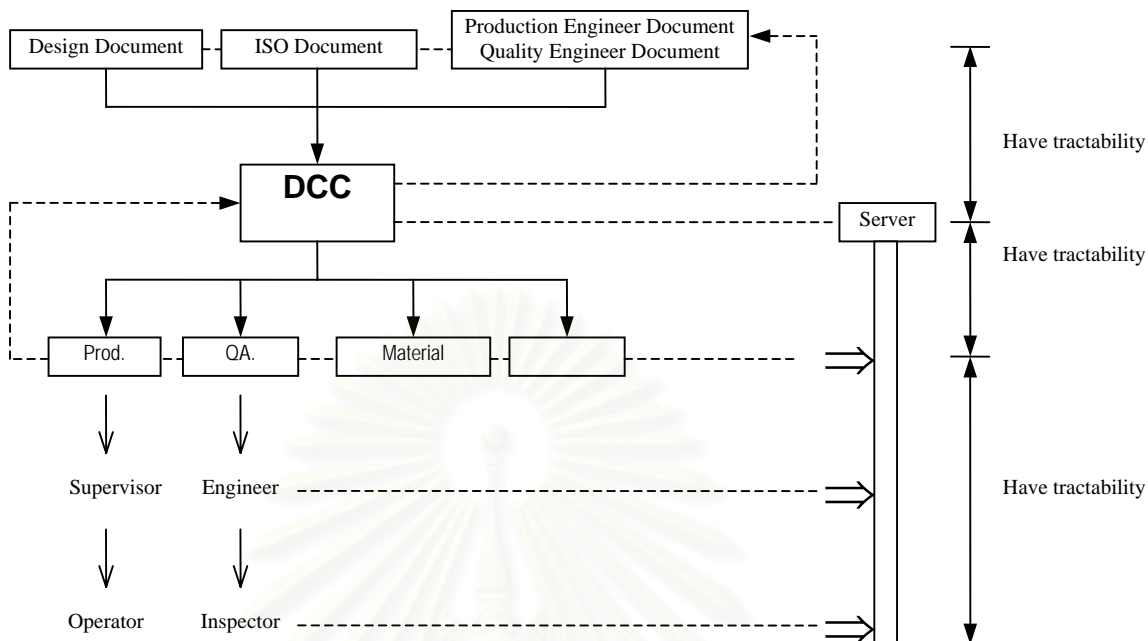 Production Engineer Document
Design Document
ISO Document
Quality Engineer Document
Have tractability
DCC
Server
Have tractability
Prod.
QA.
Material
Supervisor
Engineer
Have tractability
Operator
Inspector